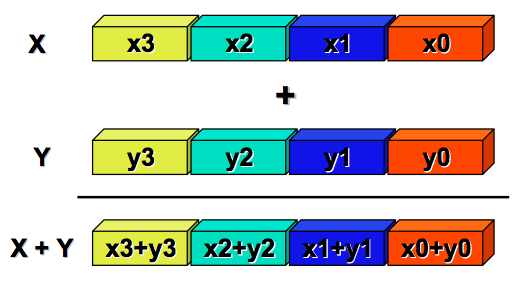 X x3 x2 x1 x0
+
Y y3 y2 y1 y0
X + Y x3+y3 x2+y2 x1+y1 x0+y0